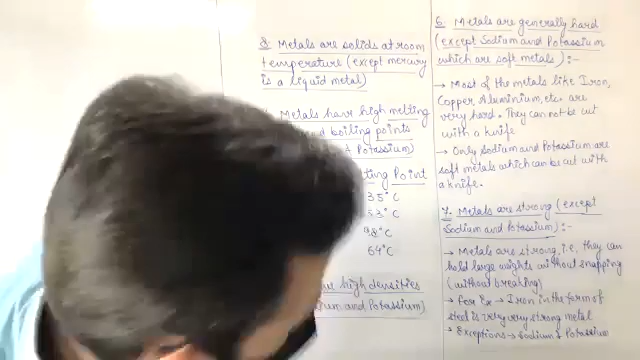 8. Metals are solids at room
temperature (except mercury
is a liquid metal)
Metals have high melting
boiling points
Potassium)
Point
35°C
53°C
98°C
64°C
high densities
and Potassium)
6. Metals are generally hard
(except Sodium and Potassium
which are soft metals) :-
→ Most of the metals like Iron,
Copper Aluminium, etc. are
very hard. They can not be cut
with a knife
→ Only Sodium and Potassium are
soft metals which can be cut with
a knife.
7. Metals are strong (except
Sodium and Potassium) :-
→ Metals are strong, i.e. they can
hold large weights without snapping
(without breaking)
→ For Ex → Iron in the form of
steel is very very strong metal
→ Exceptions → Sodium & Potassium